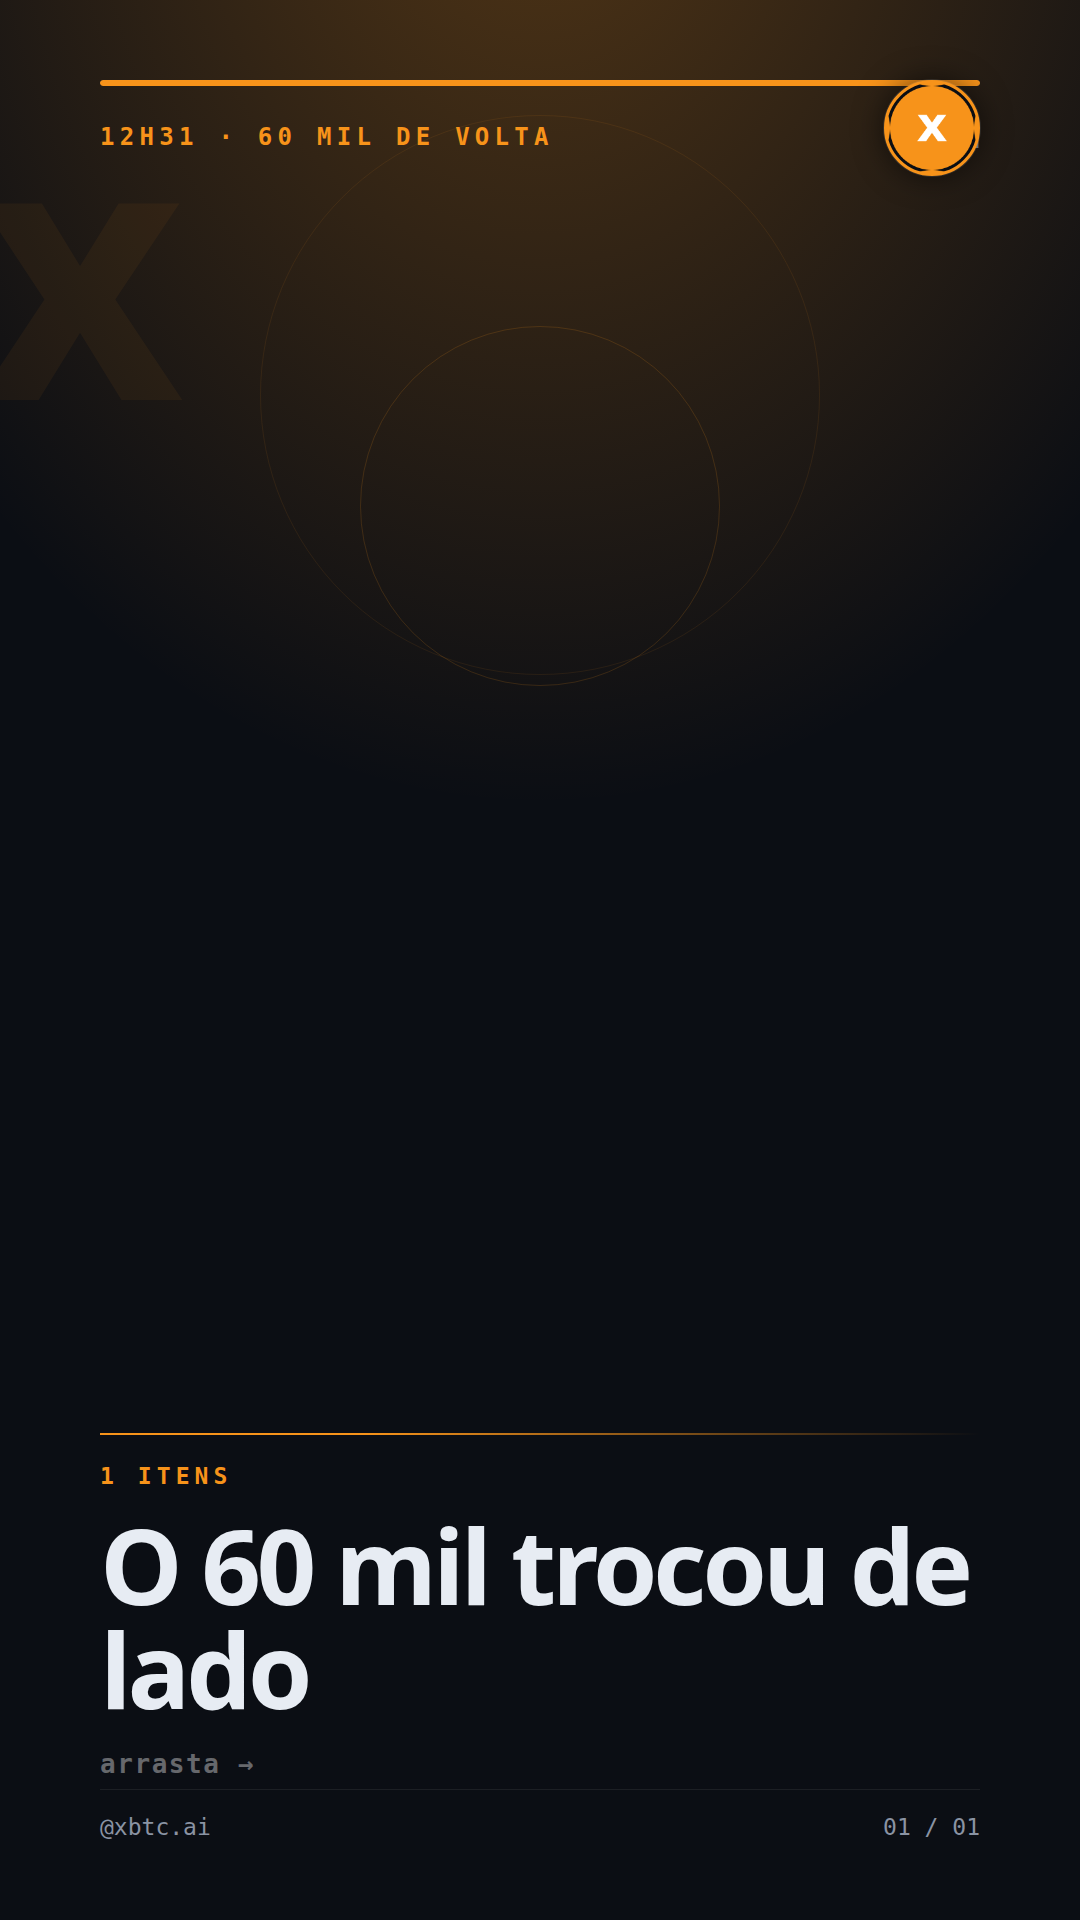 12H31 · 60 MIL DE VOLTA
x
x
1 ITENS
O 60 mil trocou de
lado
arrasta →
@xbtc.ai
01 / 01